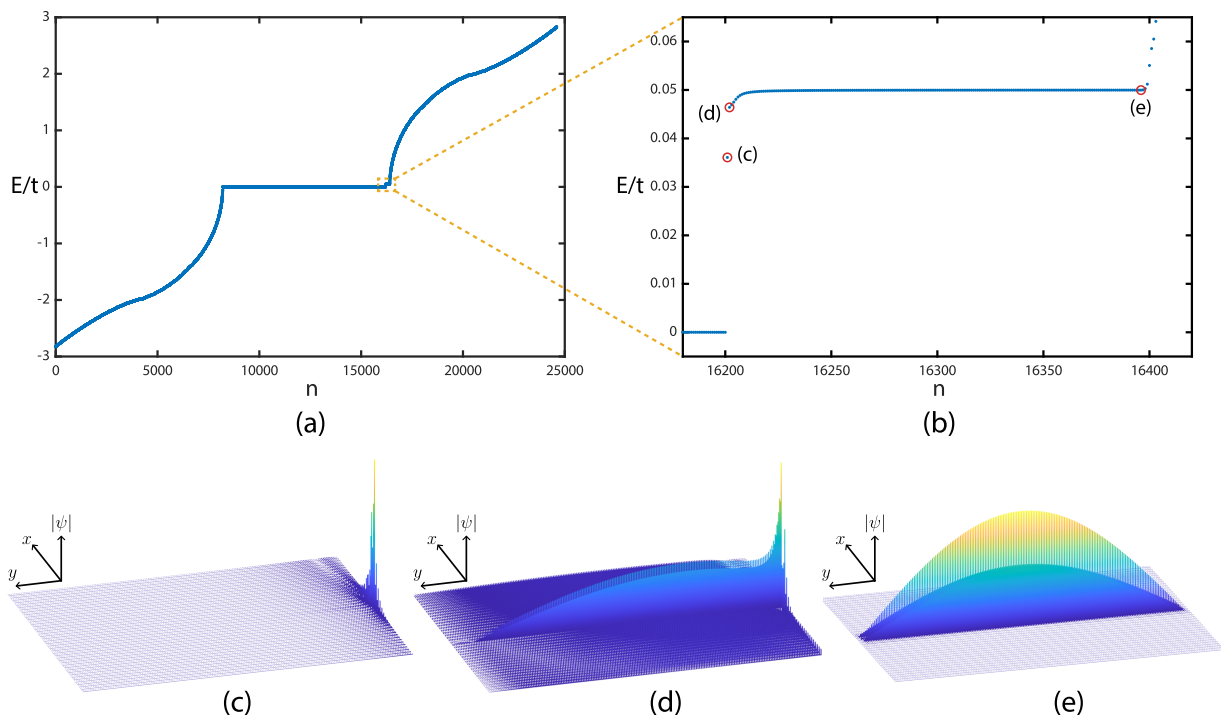 3
2
1
E/t 0
-1
-2
-3
0 5000 10000 15000 20000 25000
n
(a)
0.06
0.05
0.04
E/t 0.03
0.02
0.01
0
16200 16250 16300 16350 16400
n
(b)
(d)
(c)
(e)
|ψ|
x
y
(c)
|ψ|
x
y
(d)
|ψ|
x
y
(e)